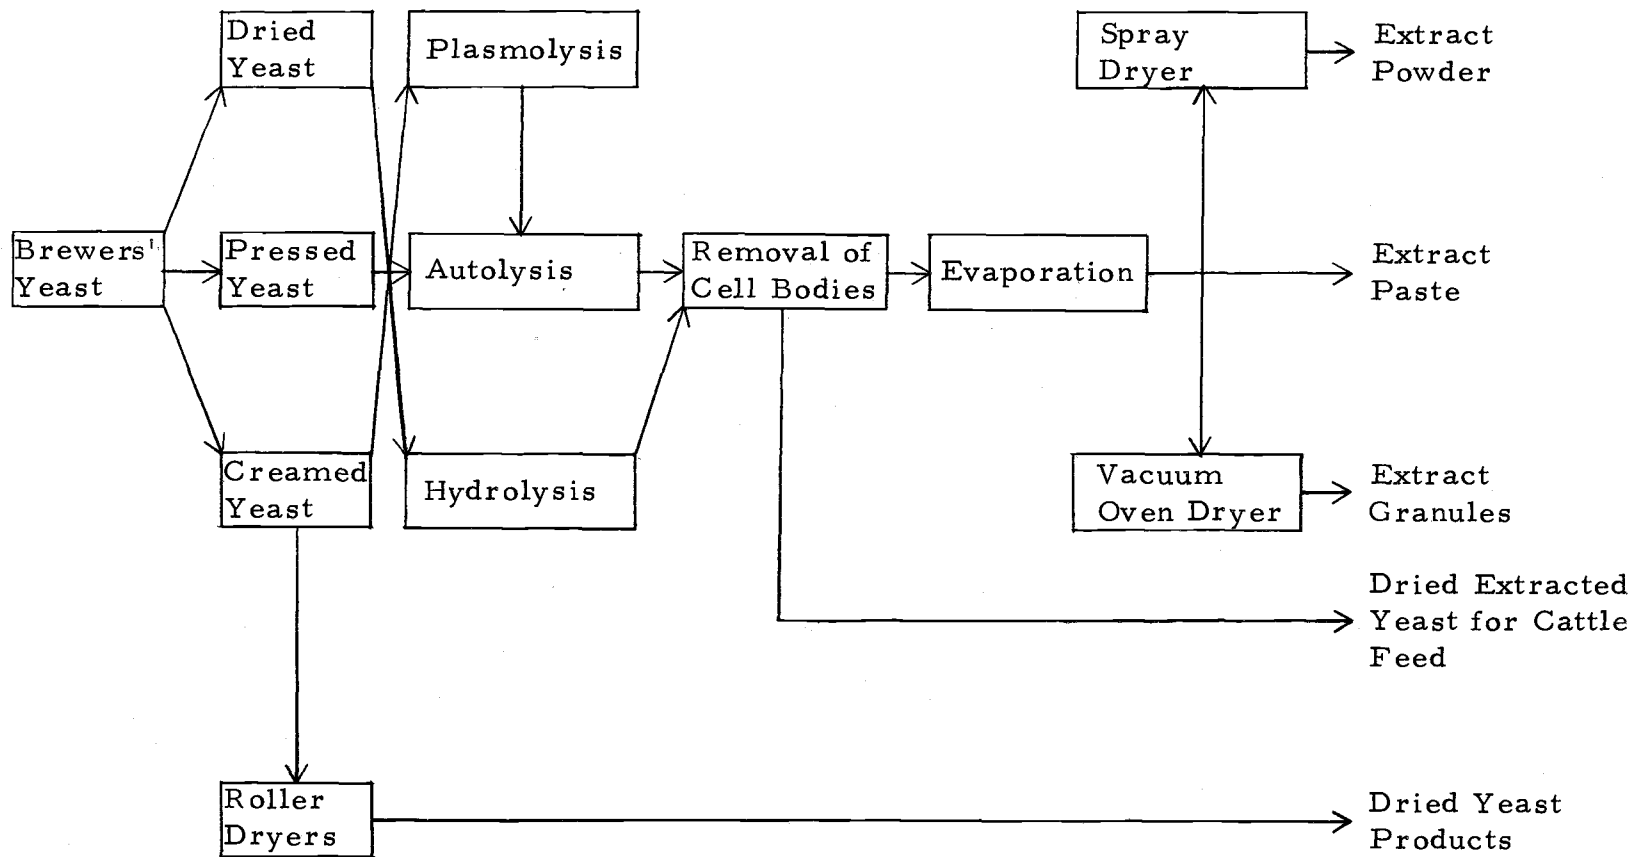 Dried
Yeast
Plasmolysis
Spray
Dryer
Extract
Powder
Brewers'
Yeast
Pressed
Yeast
Autolysis
Removal of
Cell Bodies
Evaporation
Extract
Paste
Creamed
Yeast
Hydrolysis
Vacuum
Oven Dryer
Extract
Granules
Dried Extracted
Yeast for Cattle
Feed
Roller
Dryers
Dried Yeast
Products